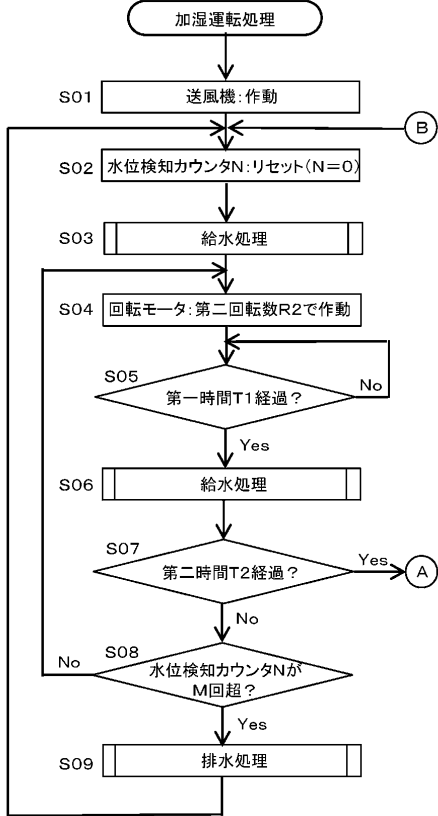 加湿運転処理
S01
送風機：作動
B
S02
水位検知カウンタN：リセット（N＝0）
S03
給水処理
S04
回転モータ：第二回転数R2で作動
S05
第一時間T1経過？
No
Yes
S06
給水処理
S07
第二時間T2経過？
Yes
A
No
S08
水位検知カウンタNが
M回超？
No
Yes
S09
排水処理